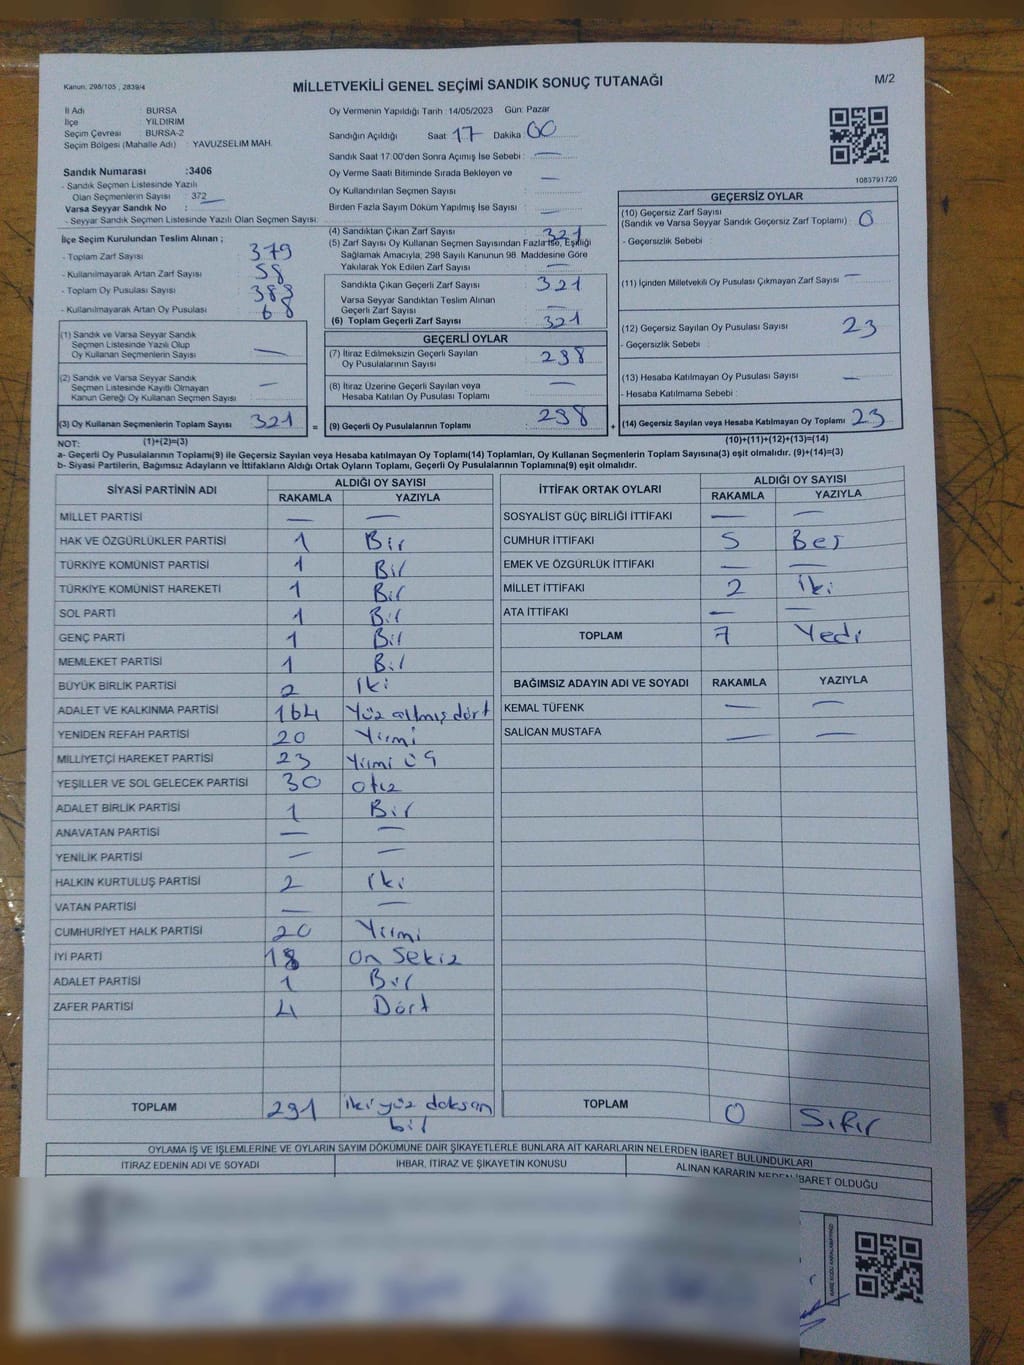 Kanun, 298/105 , 2839/4
MİLLETVEKİLİ GENEL SEÇİMİ SANDIK SONUÇ TUTANAĞI
M/2
İl Adı : BURSA
İlçe : YILDIRIM
Seçim Çevresi : BURSA-2
Seçim Bölgesi (Mahalle Adı) : YAVUZSELIM MAH.
Sandık Numarası :3406
- Sandık Seçmen Listesinde Yazılı
Olan Seçmenlerin Sayısı : 372
Varsa Seyyar Sandık No :
- Seyyar Sandık Seçmen Listesinde Yazılı Olan Seçmen Sayısı:
Oy Vermenin Yapıldığı Tarih : 14/05/2023 Gün: Pazar
Sandığın Açıldığı Saat 17 Dakika 00
Sandık Saat 17.00'den Sonra Açımış İse Sebebi : —
Oy Verme Saati Bitiminde Sırada Bekleyen ve
Oy Kullandırılan Seçmen Sayısı : —
Birden Fazla Sayım Döküm Yapılmış İse Sayısı : —
1083791720
İlçe Seçim Kurulundan Teslim Alınan ;
- Toplam Zarf Sayısı : 379
- Kullanılmayarak Artan Zarf Sayısı : 58
- Toplam Oy Pusulası Sayısı : 383
- Kullanılmayarak Artan Oy Pusulası : 68
(1) Sandık ve Varsa Seyyar Sandık
Seçmen Listesinde Yazılı Olup
Oy Kullanan Seçmenlerin Sayısı : —
(2) Sandık ve Varsa Seyyar Sandık
Seçmen Listesinde Kayıtlı Olmayan
Kanun Gereği Oy Kullanan Seçmen Sayısı : —
(3) Oy Kullanan Seçmenlerin Toplam Sayısı : 321
(4) Sandıktan Çıkan Zarf Sayısı : 321
(5) Zarf Sayısı Oy Kullanan Seçmen Sayısından Fazla İse, Eşitliği
Sağlamak Amacıyla, 298 Sayılı Kanunun 98. Maddesine Göre
Yakılarak Yok Edilen Zarf Sayısı : —
Sandıkta Çıkan Geçerli Zarf Sayısı : 321
Varsa Seyyar Sandıktan Teslim Alınan
Geçerli Zarf Sayısı : —
(6) Toplam Geçerli Zarf Sayısı : 321
GEÇERLİ OYLAR
(7) İtiraz Edilmeksizin Geçerli Sayılan
Oy Pusulalarının Sayısı : 298
(8) İtiraz Üzerine Geçerli Sayılan veya
Hesaba Katılan Oy Pusulası Toplamı : —
= (9) Geçerli Oy Pusulalarının Toplamı : 298 +
GEÇERSİZ OYLAR
(10) Geçersiz Zarf Sayısı
(Sandık ve Varsa Seyyar Sandık Geçersiz Zarf Toplamı) : 0
- Geçersizlik Sebebi :
(11) İçinden Milletvekili Oy Pusulası Çıkmayan Zarf Sayısı : —
(12) Geçersiz Sayılan Oy Pusulası Sayısı : 23
- Geçersizlik Sebebi :
(13) Hesaba Katılmayan Oy Pusulası Sayısı : —
- Hesaba Katılmama Sebebi :
(14) Geçersiz Sayılan veya Hesaba Katılmayan Oy Toplamı 23
NOT: (1)+(2)=(3)
(10)+(11)+(12)+(13)=(14)
a- Geçerli Oy Pusulalarının Toplamı(9) ile Geçersiz Sayılan veya Hesaba katılmayan Oy Toplamı(14) Toplamları, Oy Kullanan Seçmenlerin Toplam Sayısına(3) eşit olmalıdır. (9)+(14)=(3)
b- Siyasi Partilerin, Bağımsız Adayların ve İttifakların Aldığı Ortak Oyların Toplamı, Geçerli Oy Pusulalarının Toplamına(9) eşit olmalıdır.
SİYASİ PARTİNİN ADI ALDIĞI OY SAYISI
RAKAMLA YAZIYLA
MİLLET PARTİSİ — —
HAK VE ÖZGÜRLÜKLER PARTİSİ 1 Bir
TÜRKİYE KOMÜNİST PARTİSİ 1 Bir
TÜRKİYE KOMÜNİST HAREKETİ 1 Bir
SOL PARTİ 1 Bir
GENÇ PARTİ 1 Bir
MEMLEKET PARTİSİ 1 Bir
BÜYÜK BİRLİK PARTİSİ 2 iki
ADALET VE KALKINMA PARTİSİ 164 Yüz altmış dört
YENİDEN REFAH PARTİSİ 20 Yirmi
MİLLİYETÇİ HAREKET PARTİSİ 23 Yirmi üç
YEŞİLLER VE SOL GELECEK PARTİSİ 30 otuz
ADALET BİRLİK PARTİSİ 1 Bir
ANAVATAN PARTİSİ — —
YENİLİK PARTİSİ — —
HALKIN KURTULUŞ PARTİSİ 2 iki
VATAN PARTİSİ — —
CUMHURİYET HALK PARTİSİ 20 Yirmi
İYİ PARTİ 18 on sekiz
ADALET PARTİSİ 1 Bir
ZAFER PARTİSİ 4 Dört
TOPLAM 291 iki yüz doksan
bir
İTTİFAK ORTAK OYLARI ALDIĞI OY SAYISI
RAKAMLA YAZIYLA
SOSYALİST GÜÇ BİRLİĞİ İTTİFAKI — —
CUMHUR İTTİFAKI 5 Beş
EMEK VE ÖZGÜRLÜK İTTİFAKI — —
MİLLET İTTİFAKI 2 iki
ATA İTTİFAKI — —
TOPLAM 7 Yedi
BAĞIMSIZ ADAYIN ADI VE SOYADI RAKAMLA YAZIYLA
KEMAL TÜFENK — —
SALİCAN MUSTAFA — —
TOPLAM 0 Sıfır
OYLAMA İŞ VE İŞLEMLERİNE VE OYLARIN SAYIM DÖKÜMÜNE DAİR ŞİKAYETLERLE BUNLARA AİT KARARLARIN NELERDEN İBARET BULUNDUKLARI
İTİRAZ EDENİN ADI VE SOYADI İHBAR, İTİRAZ VE ŞİKAYETİN KONUSU ALINAN KARARIN NEDEN İBARET OLDUĞU